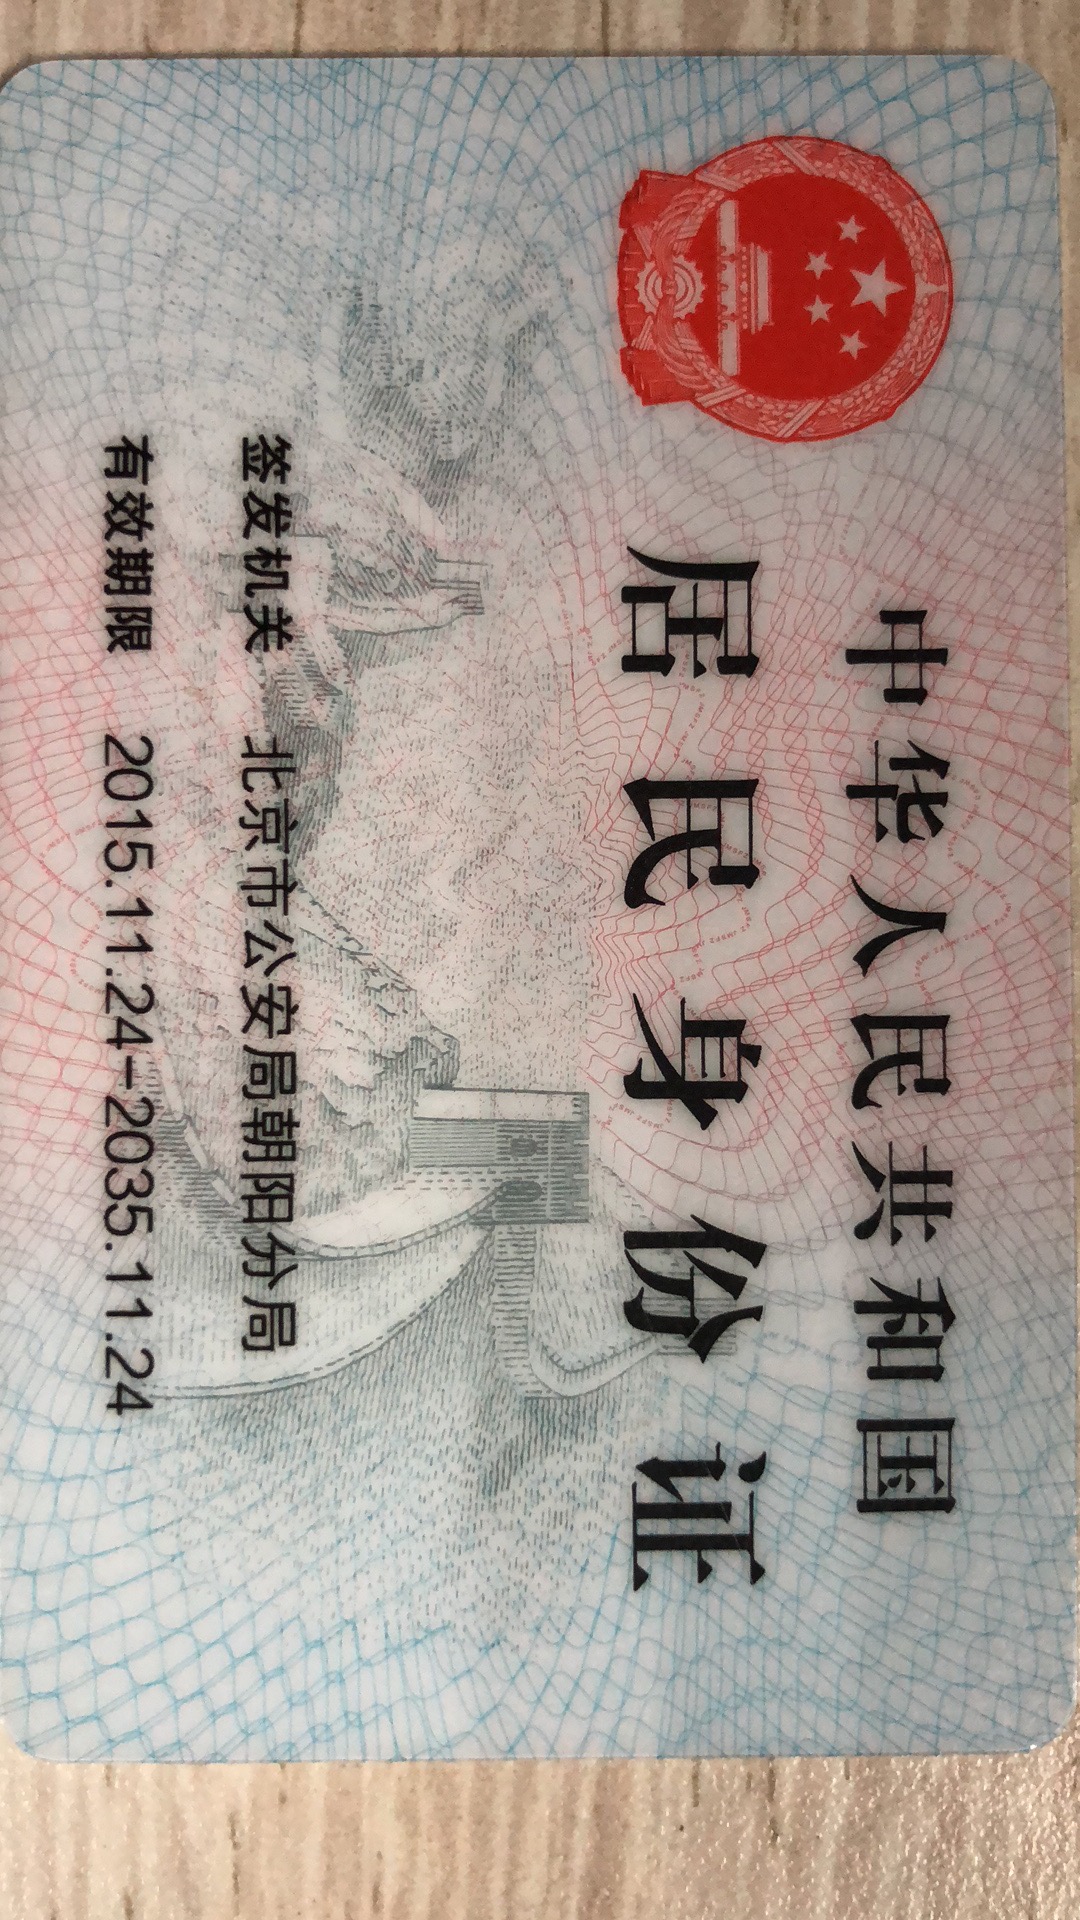 中华人民共和国
居民身份证
签发机关 北京市公安局朝阳分局
有效期限 2015.11.24-2035.11.24